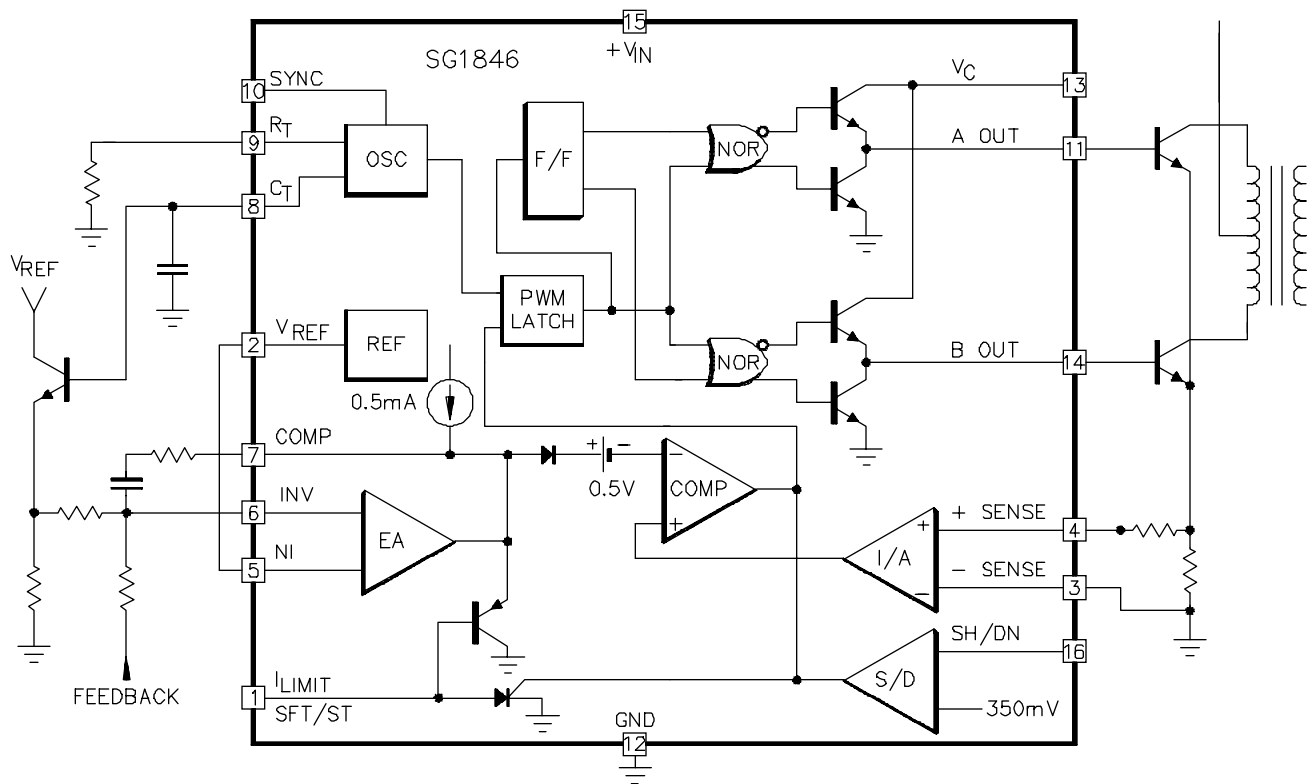 15
+VIN
SG1846
10
SYNC
VC
13
RT
9
OSC
F/F
NOR
A OUT
11
CT
8
VREF
PWM
LATCH
2
VREF
REF
NOR
B OUT
14
0.5mA
7
COMP
+ -
0.5V
-
COMP
+
6
INV
EA
5
NI
+
I/A
-
+ SENSE
4
- SENSE
3
SH/DN
16
S/D
350mV
FEEDBACK
1
ILIMIT
SFT/ST
GND
12